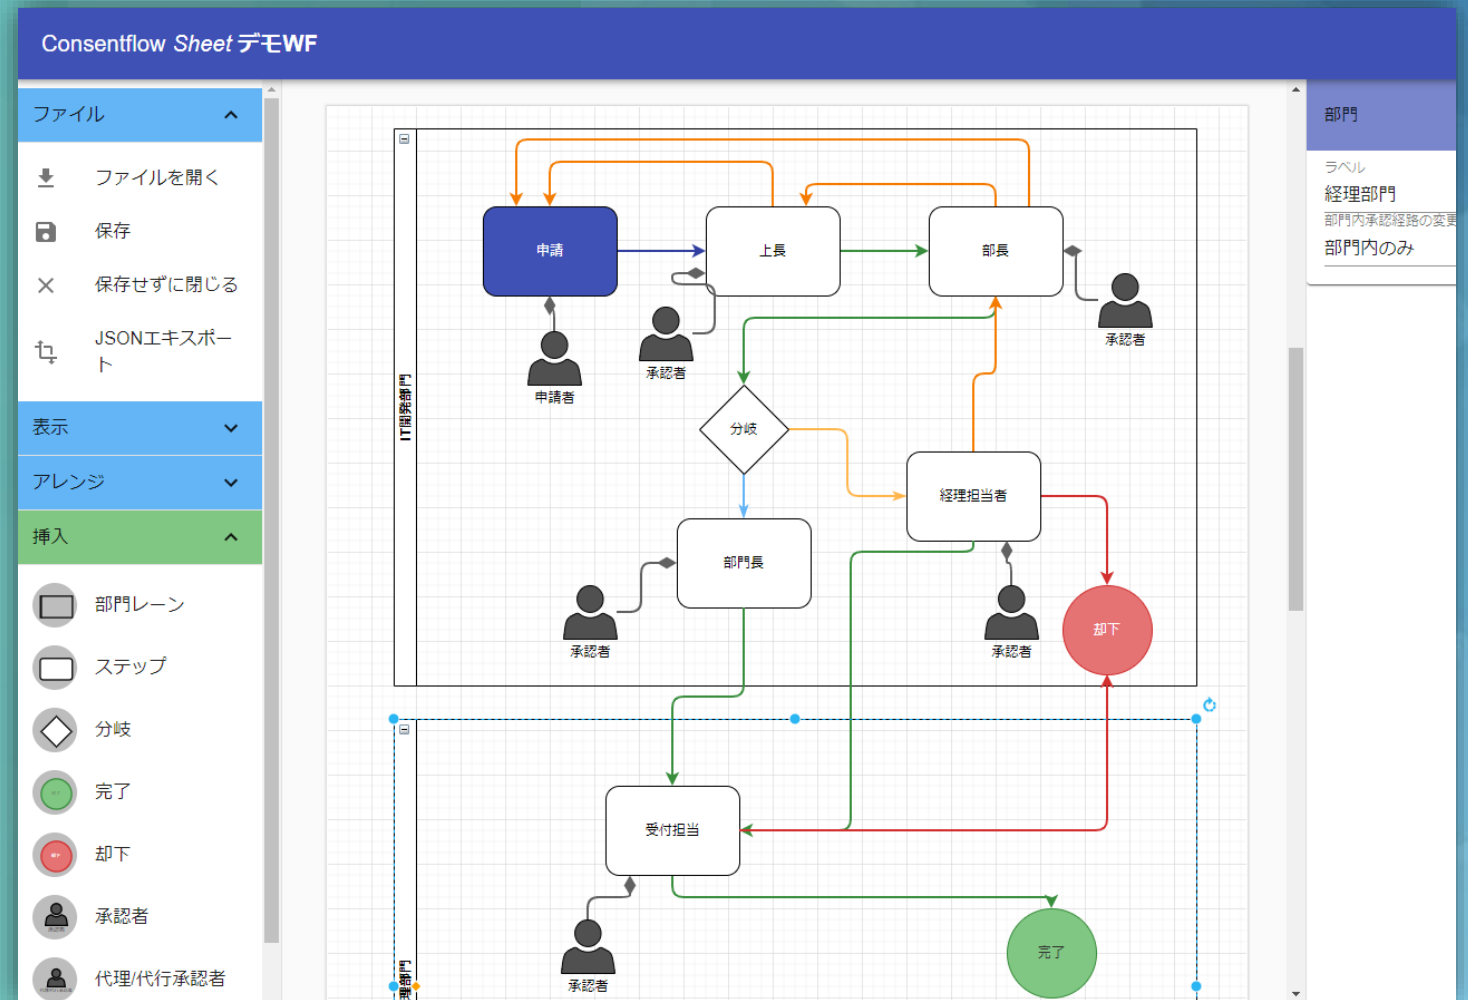 Consentflow Sheet デモWF
ファイル
ファイルを開く
保存
保存せずに閉じる
JSONエキスポー
ト
表示
アレンジ
挿入
部門レーン
ステップ
分岐
完了
却下
承認者
代理/代行承認者
IT開発部門
申請
上長
部長
申請者
承認者
承認者
分岐
経理担当者
部門長
承認者
承認者
却下
受付担当
承認者
完了
理部門
部門
ラベル
経理部門
部門内承認経路の変更
部門内のみ